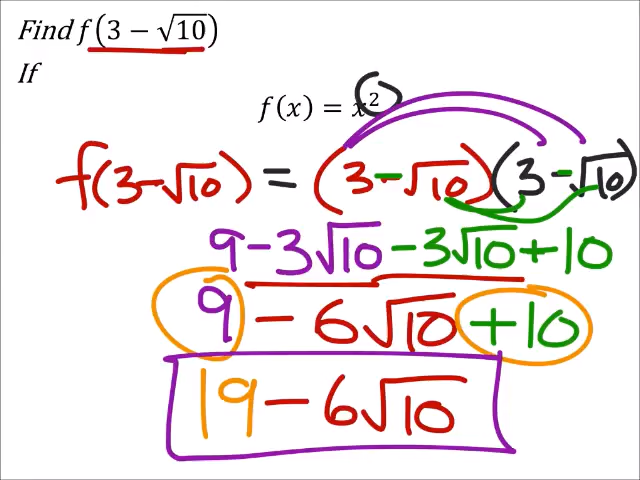 Find f(3 − √10)
If
f(x) = x²
f(3-√10) = (3-√10)(3-√10)
9-3√10-3√10+10
9 - 6√10 +10
19-6√10